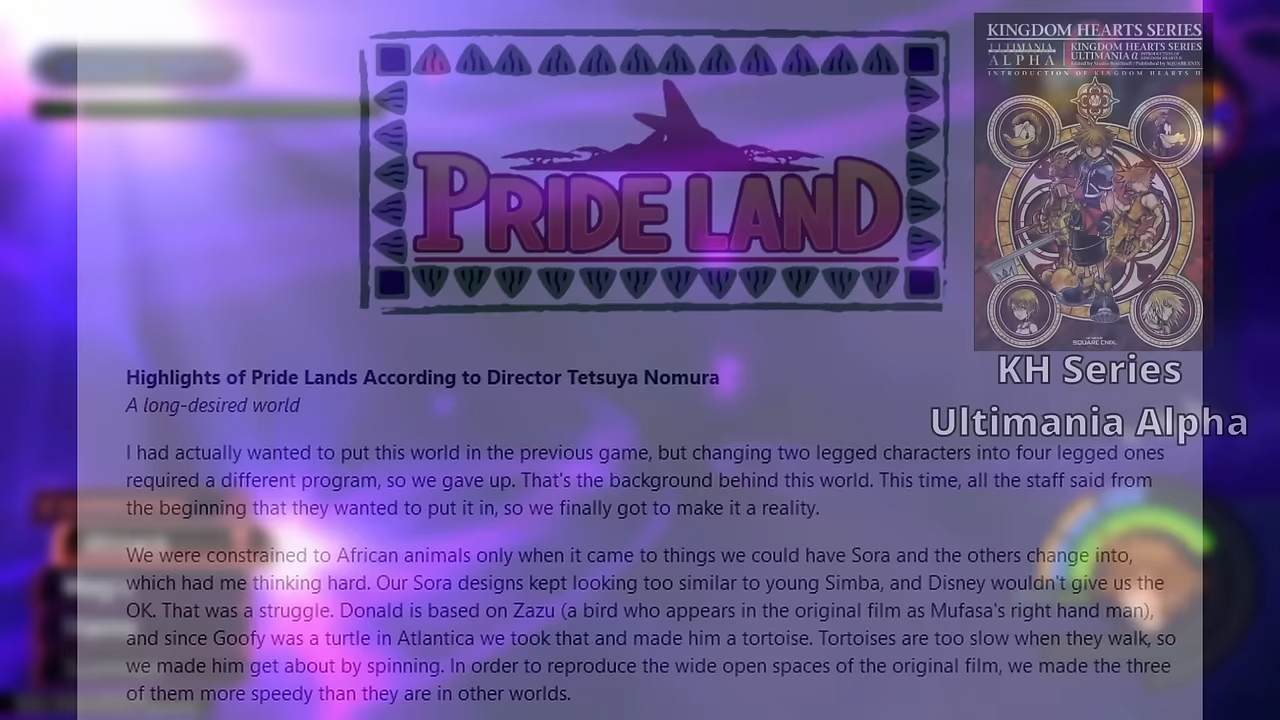 PRIDE LAND
KINGDOM HEARTS SERIES
ULTIMANIA
ALPHA
KINGDOM HEARTS SERIES
ULTIMANIA α
INTRODUCTION OF KINGDOM HEARTS II
SQUARE ENIX
KH Series
Ultimania Alpha
Highlights of Pride Lands According to Director Tetsuya Nomura
A long-desired world
I had actually wanted to put this world in the previous game, but changing two legged characters into four legged ones
required a different program, so we gave up. That's the background behind this world. This time, all the staff said from
the beginning that they wanted to put it in, so we finally got to make it a reality.
We were constrained to African animals only when it came to things we could have Sora and the others change into,
which had me thinking hard. Our Sora designs kept looking too similar to young Simba, and Disney wouldn't give us the
OK. That was a struggle. Donald is based on Zazu (a bird who appears in the original film as Mufasa's right hand man),
and since Goofy was a turtle in Atlantica we took that and made him a tortoise. Tortoises are too slow when they walk, so
we made him get about by spinning. In order to reproduce the wide open spaces of the original film, we made the three
of them more speedy than they are in other worlds.